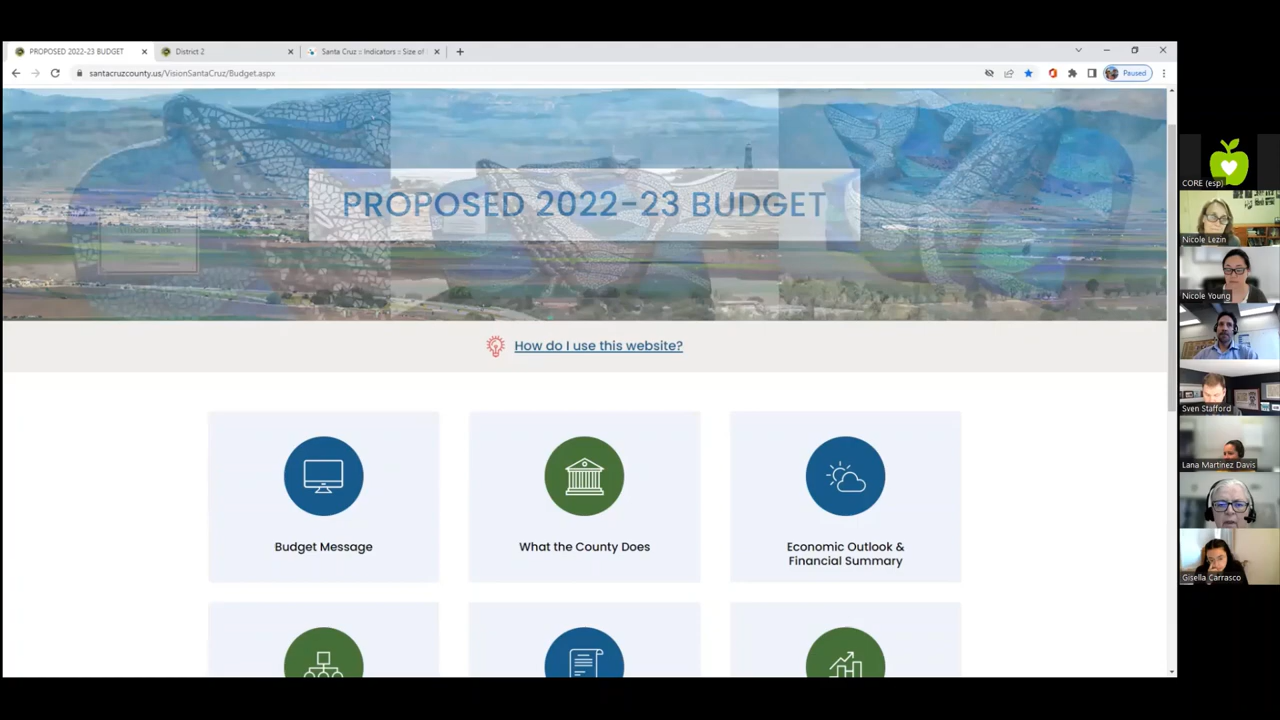 PROPOSED 2022-23 BUDGET
District 2
Santa Cruz :: Indicators :: Size of
santacruzcounty.us/VisionSantaCruz/Budget.aspx
Paused
PROPOSED 2022-23 BUDGET
How do I use this website?
Budget Message
What the County Does
Economic Outlook &
Financial Summary
CORE (esp)
Nicole Lezin
Nicole Young
Sven Stafford
Lana Martinez Davis
Gisella Carrasco